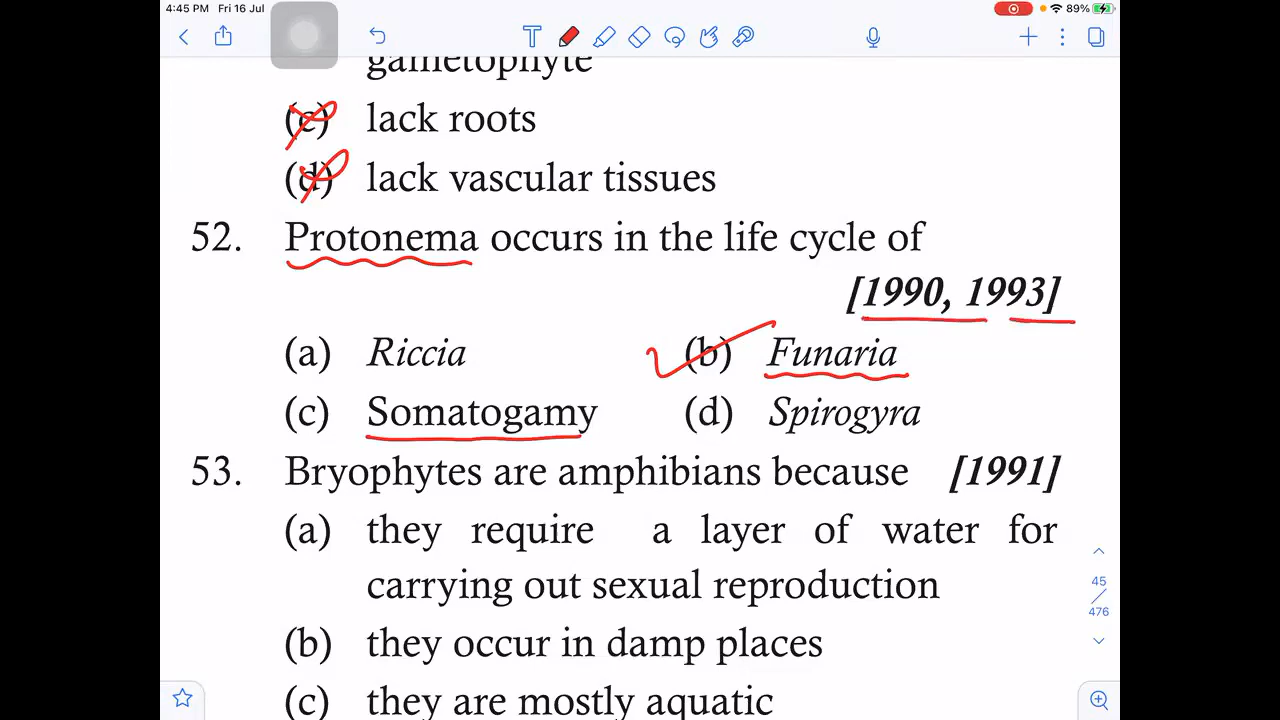 4:45 PM Fri 16 Jul
89%
T
gametophyte
(c) lack roots
(d) lack vascular tissues
52. Protonema occurs in the life cycle of
[1990, 1993]
(a) Riccia (b) Funaria
(c) Somatogamy (d) Spirogyra
53. Bryophytes are amphibians because [1991]
(a) they require a layer of water for
carrying out sexual reproduction
45
476
(b) they occur in damp places
(c) they are mostly aquatic